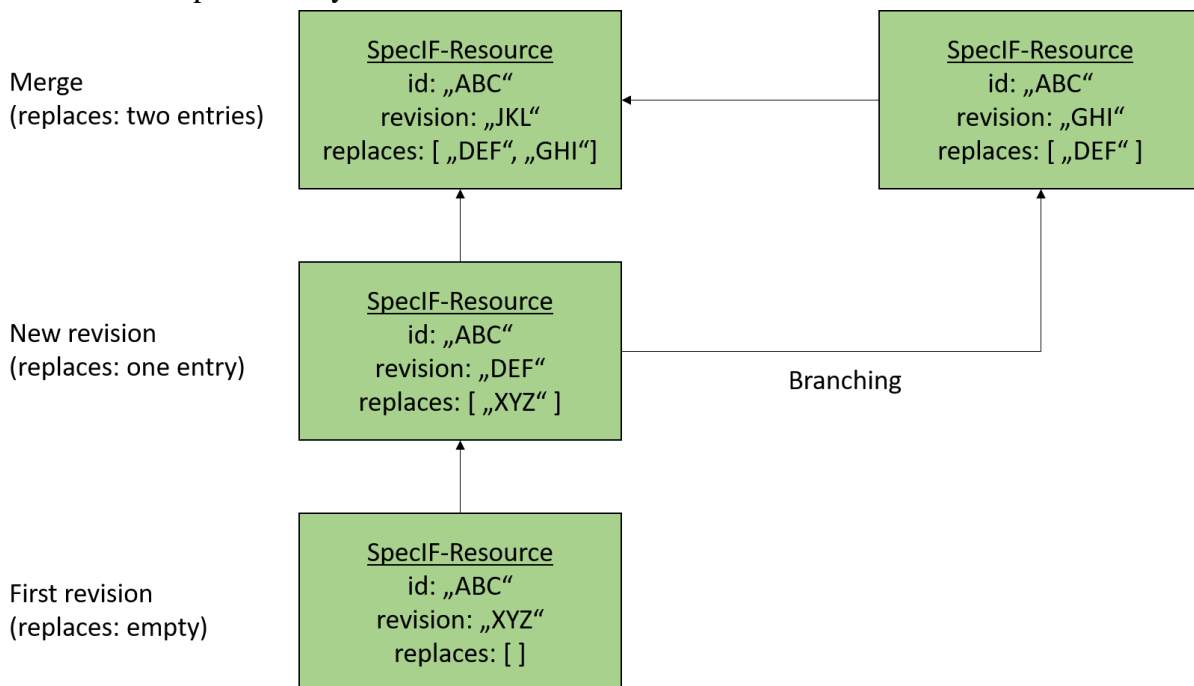 SpecIF-Resource
id: „ABC“
revision: „JKL“
replaces: [ „DEF“, „GHI“]
SpecIF-Resource
id: „ABC“
revision: „GHI“
replaces: [ „DEF“ ]
Merge
(replaces: two entries)
SpecIF-Resource
id: „ABC“
revision: „DEF“
replaces: [ „XYZ“ ]
New revision
(replaces: one entry)
Branching
SpecIF-Resource
id: „ABC“
revision: „XYZ“
replaces: [ ]
First revision
(replaces: empty)